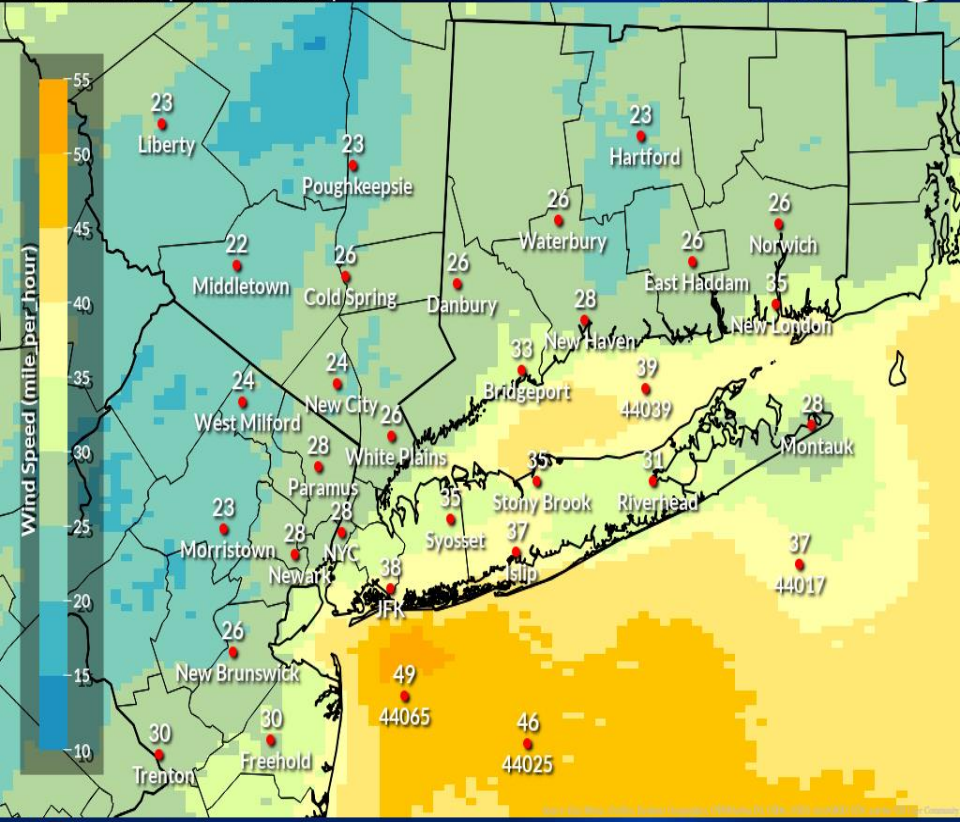 Wind Speed (mile_per_hour)
55
50
45
40
35
30
25
20
15
10
23
Liberty
23
Poughkeepsie
23
Hartford
26
Waterbury
26
Norwich
22
Middletown
26
Cold Spring
26
Danbury
26
East Haddam
35
New London
28
New Haven
33
Bridgeport
39
44039
24
West Milford
24
New City
26
White Plains
28
Montauk
28
Paramus
35
Stony Brook
31
Riverhead
23
Morristown
28
Newark
28
NYC
35
Syosset
37
Islip
37
44017
38
JFK
26
New Brunswick
49
44065
46
44025
30
Trenton
30
Freehold